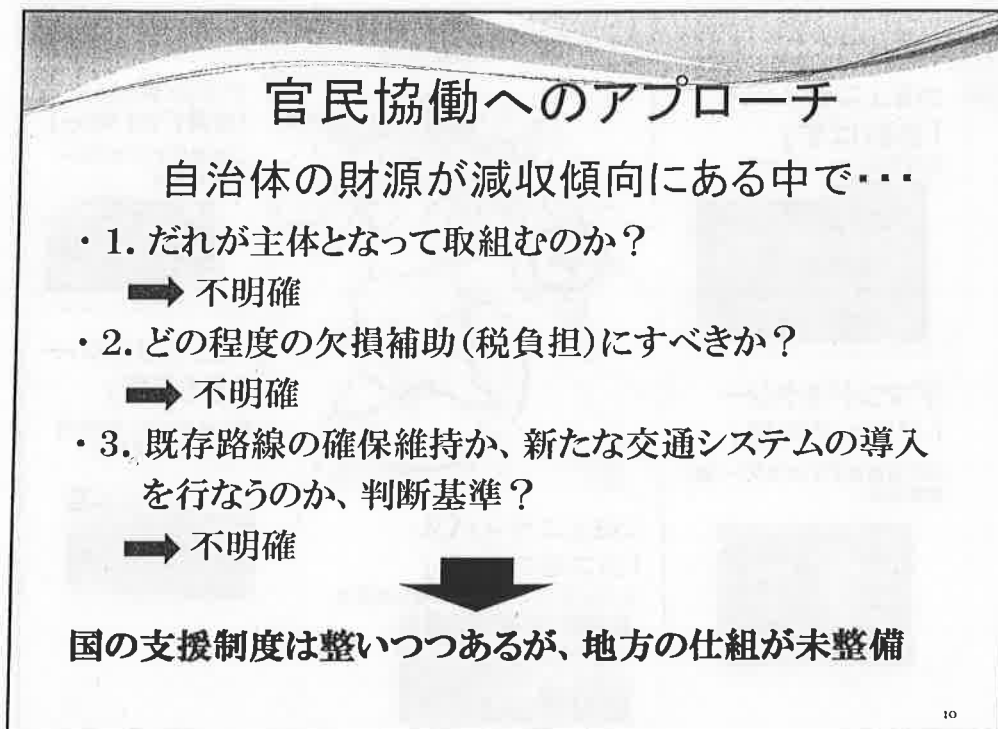 官民協働へのアプローチ
自治体の財源が減収傾向にある中で・・・
・1. だれが主体となって取組むのか？
➡ 不明確
・2. どの程度の欠損補助(税負担)にすべきか？
➡ 不明確
・3. 既存路線の確保維持か、新たな交通システムの導入
を行なうのか、判断基準？
➡ 不明確
国の支援制度は整いつつあるが、地方の仕組が未整備
10